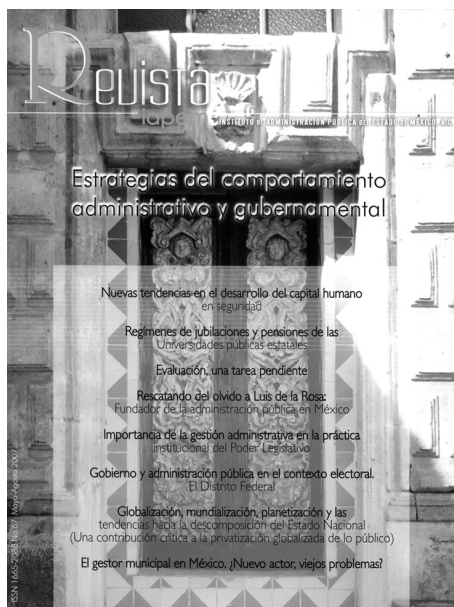 Revista
iapem
INSTITUTO DE ADMINISTRACIÓN PÚBLICA DEL ESTADO DE MÉXICO, A.C.
Estrategias del comportamiento
administrativo y gubernamental
Nuevas tendencias en el desarrollo del capital humano
en seguridad
Regímenes de jubilaciones y pensiones de las
Universidades públicas estatales
Evaluación, una tarea pendiente
Rescatando del olvido a Luis de la Rosa:
Fundador de la administración pública en México
Importancia de la gestión administrativa en la práctica
institucional del Poder Legislativo
Gobierno y administración pública en el contexto electoral.
El Distrito Federal
Globalización, mundialización, planetización y las
tendencias hacia la descomposición del Estado Nacional
(Una contribución crítica a la privatización globalizada de lo público)
El gestor municipal en México. ¿Nuevo actor, viejos problemas?
ISSN 1665-2088 No.67 Mayo-Agosto 2007